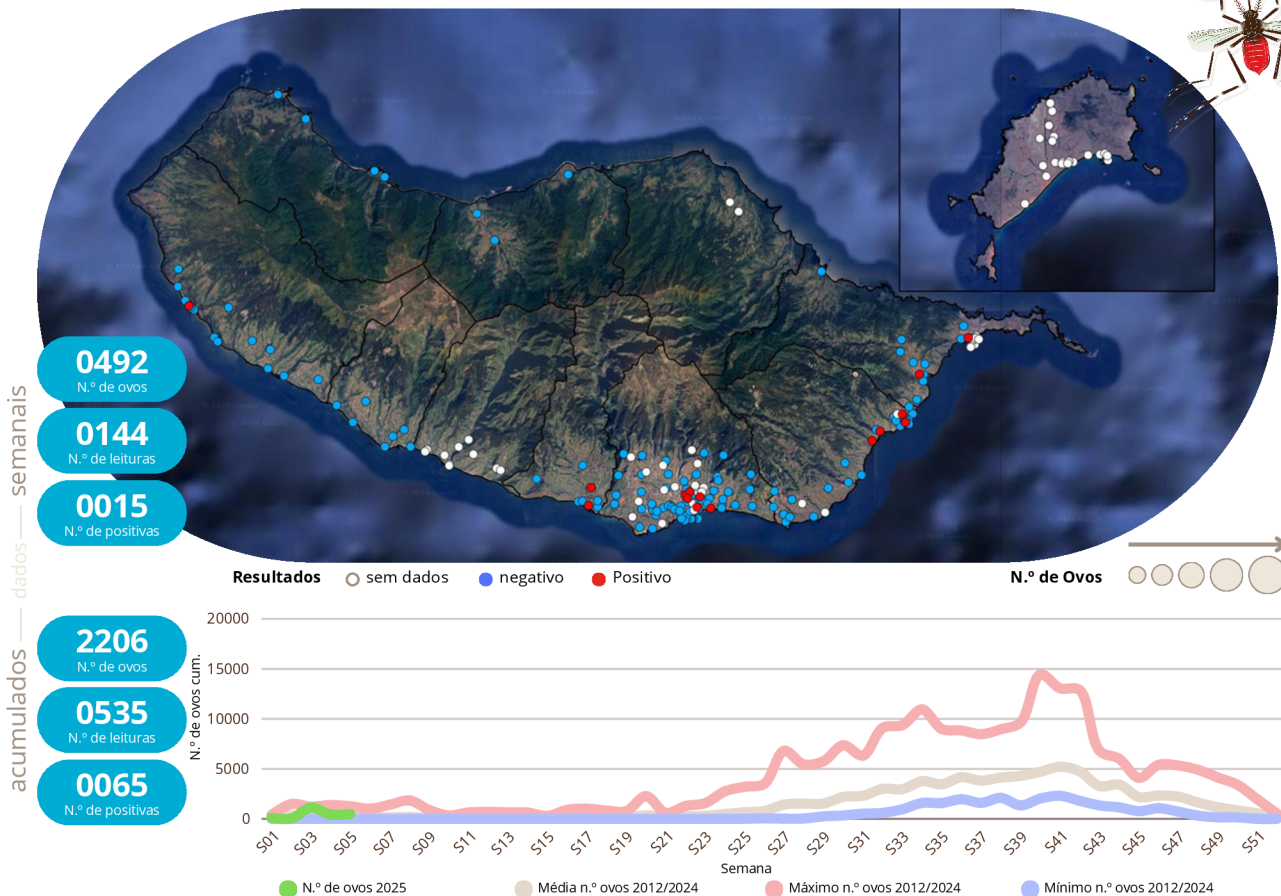 semanais
dados
acumulados
0492
N.º de ovos
0144
N.º de leituras
0015
N.º de positivas
Resultados
sem dados
negativo
Positivo
N.º de Ovos
2206
N.º de ovos
0535
N.º de leituras
0065
N.º de positivas
N.º de ovos cum.
20000
15000
10000
5000
0
S01
S03
S05
S07
S09
S11
S13
S15
S17
S19
S21
S23
S25
S27
S29
S31
S33
S35
S37
S39
S41
S43
S45
S47
S49
S51
Semana
N.º de ovos 2025
Média n.º ovos 2012/2024
Máximo n.º ovos 2012/2024
Mínimo n.º ovos 2012/2024